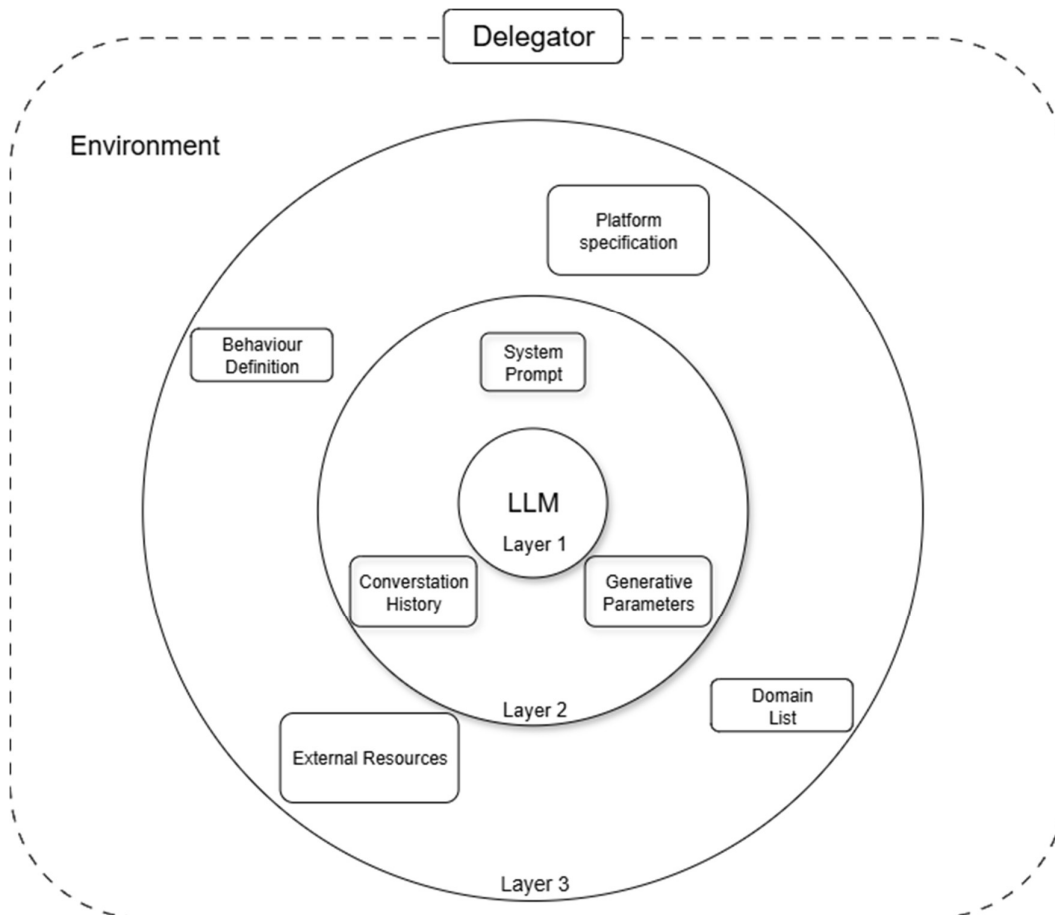 Delegator
Environment
Platform
specification
Behaviour
Definition
System
Prompt
LLM
Layer 1
Converstation
History
Generative
Parameters
Layer 2
Domain
List
External Resources
Layer 3